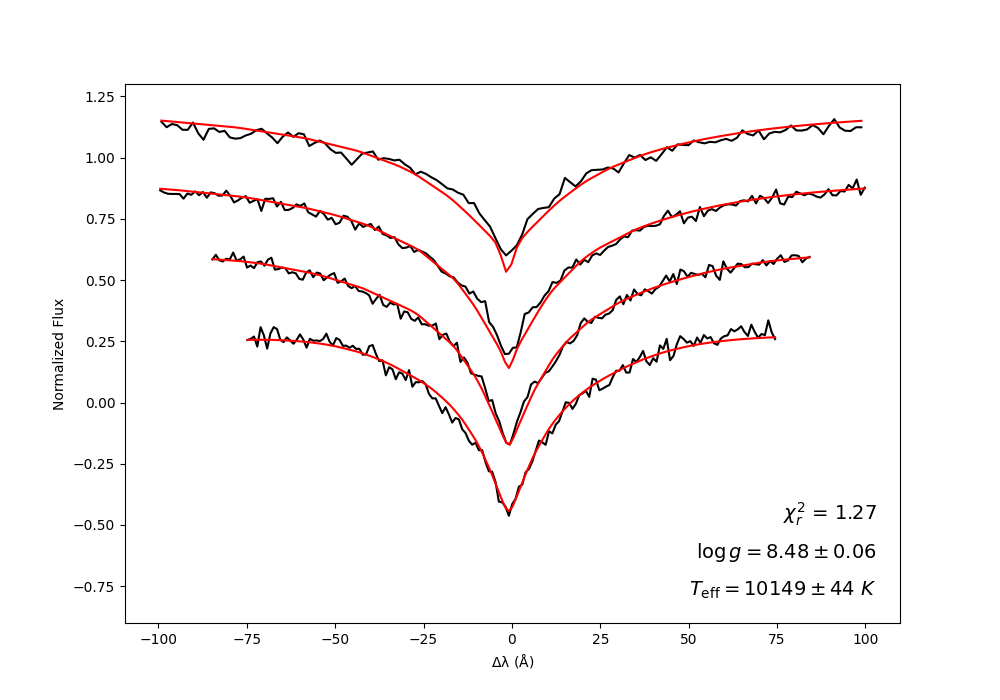 1.25
1.00
0.75
0.50
0.25
0.00
−0.25
−0.50
−0.75
Normalized Flux
χ²ᵣ = 1.27
log g = 8.48 ± 0.06
T_eff = 10149 ± 44 K
−100 −75 −50 −25 0 25 50 75 100
Δλ (Å)